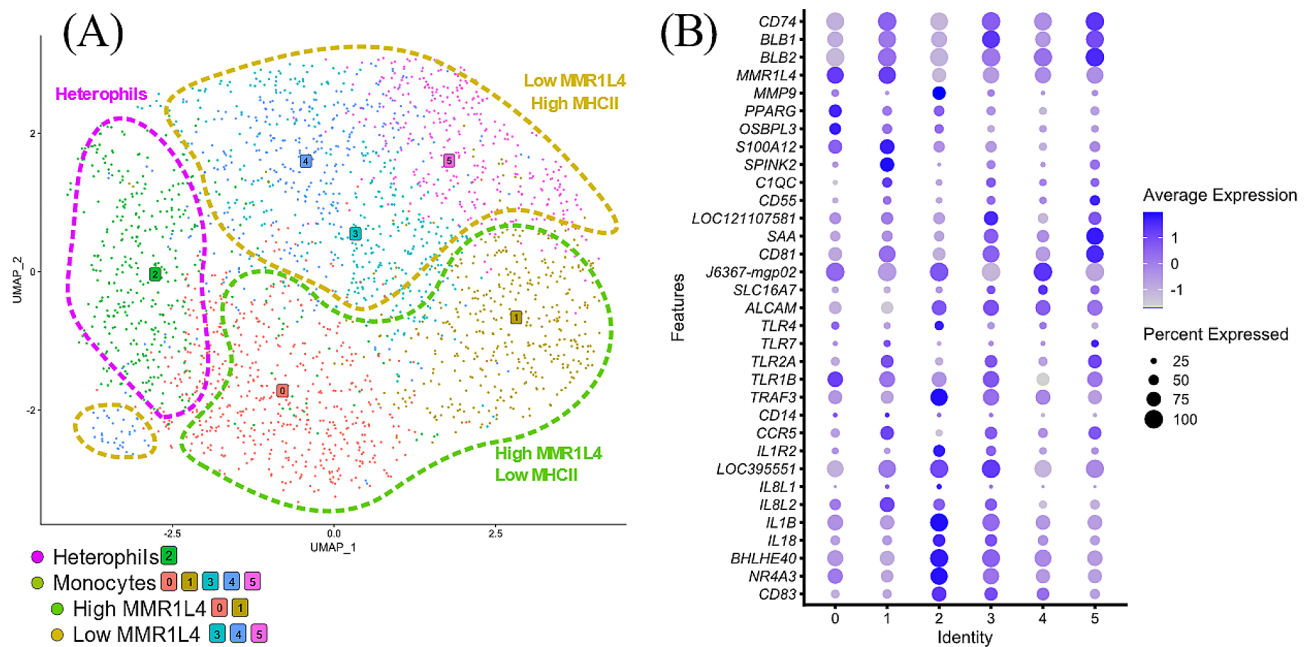 (A)
Heterophils
Low MMR1L4
High MHCII
4
5
3
2
1
0
High MMR1L4
Low MHCII
2
0
-2
UMAP_2
-2.5
0.0
2.5
UMAP_1
Heterophils 2
Monocytes 0 1 3 4 5
High MMR1L4 0 1
Low MMR1L4 3 4 5
(B)
Features
CD74
BLB1
BLB2
MMR1L4
MMP9
PPARG
OSBPL3
S100A12
SPINK2
C1QC
CD55
LOC121107581
SAA
CD81
J6367-mgp02
SLC16A7
ALCAM
TLR4
TLR7
TLR2A
TLR1B
TRAF3
CD14
CCR5
IL1R2
LOC395551
IL8L1
IL8L2
IL1B
IL18
BHLHE40
NR4A3
CD83
0 1 2 3 4 5
Identity
Average Expression
1
0
-1
Percent Expressed
25
50
75
100